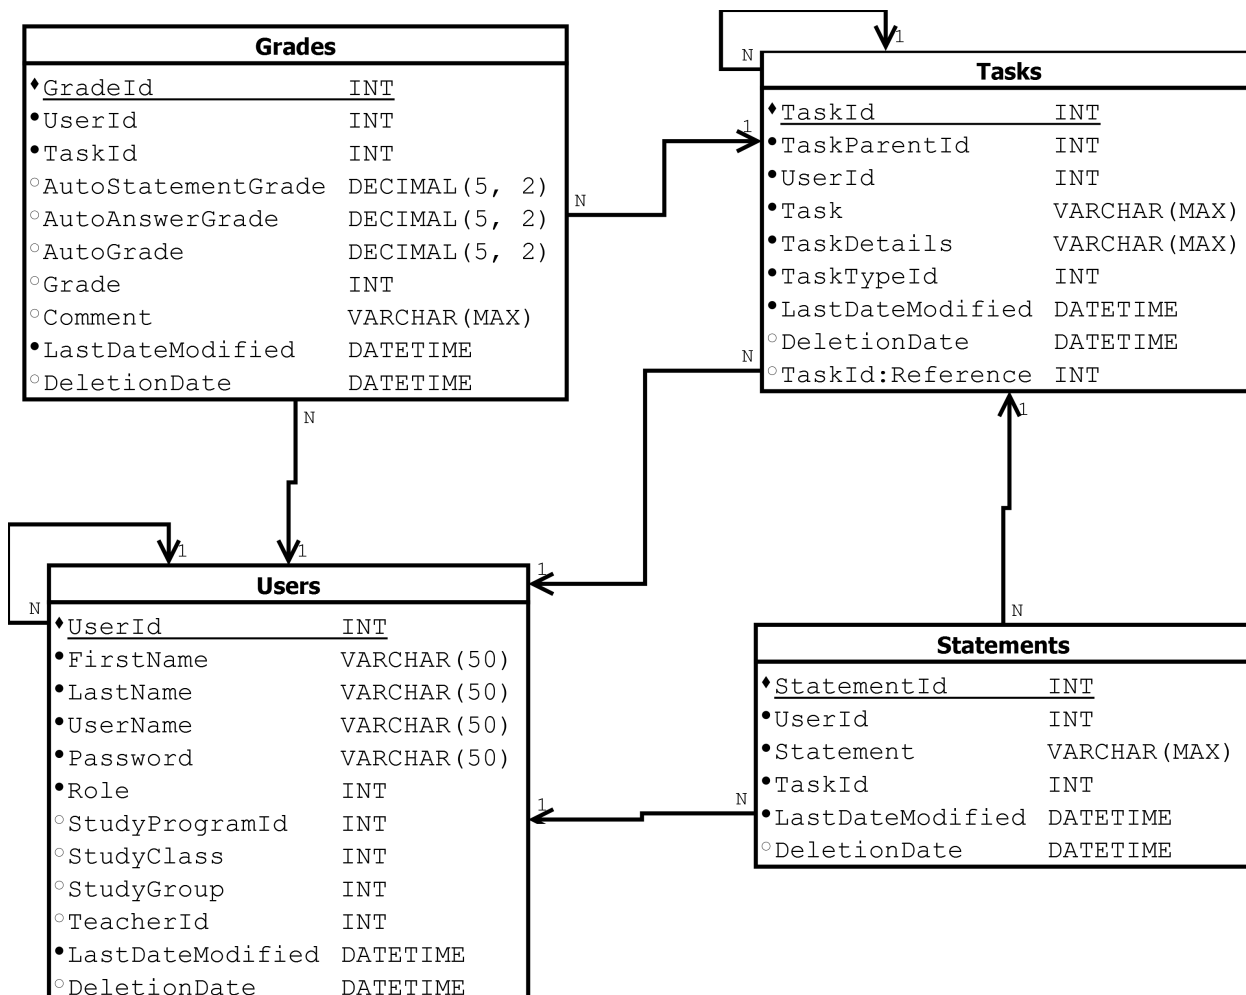 Grades
GradeId INT
UserId INT
TaskId INT
AutoStatementGrade DECIMAL(5, 2)
AutoAnswerGrade DECIMAL(5, 2)
AutoGrade DECIMAL(5, 2)
Grade INT
Comment VARCHAR(MAX)
LastDateModified DATETIME
DeletionDate DATETIME
N
1
N
1
N
1
Tasks
TaskId INT
TaskParentId INT
UserId INT
Task VARCHAR(MAX)
TaskDetails VARCHAR(MAX)
TaskTypeId INT
LastDateModified DATETIME
DeletionDate DATETIME
TaskId:Reference INT
N
1
1
N
N
1
Users
UserId INT
FirstName VARCHAR(50)
LastName VARCHAR(50)
UserName VARCHAR(50)
Password VARCHAR(50)
Role INT
StudyProgramId INT
StudyClass INT
StudyGroup INT
TeacherId INT
LastDateModified DATETIME
DeletionDate DATETIME
1
N
1
N
Statements
StatementId INT
UserId INT
Statement VARCHAR(MAX)
TaskId INT
LastDateModified DATETIME
DeletionDate DATETIME